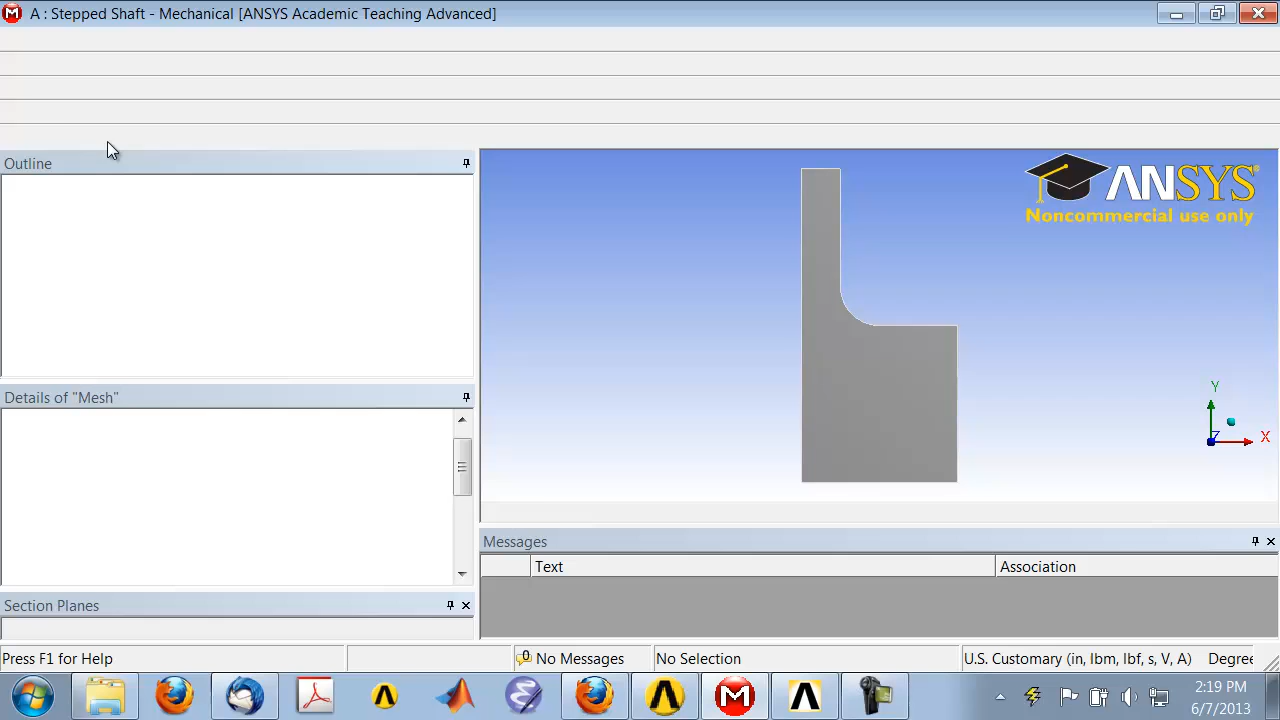 A : Stepped Shaft - Mechanical [ANSYS Academic Teaching Advanced]
Outline
ANSYS
Noncommercial use only
Y
Z
X
Details of "Mesh"
Messages
Text
Association
Section Planes
Press F1 for Help
0 No Messages
No Selection
U.S. Customary (in, lbm, lbf, s, V, A)
Degree
2:19 PM
6/7/2013